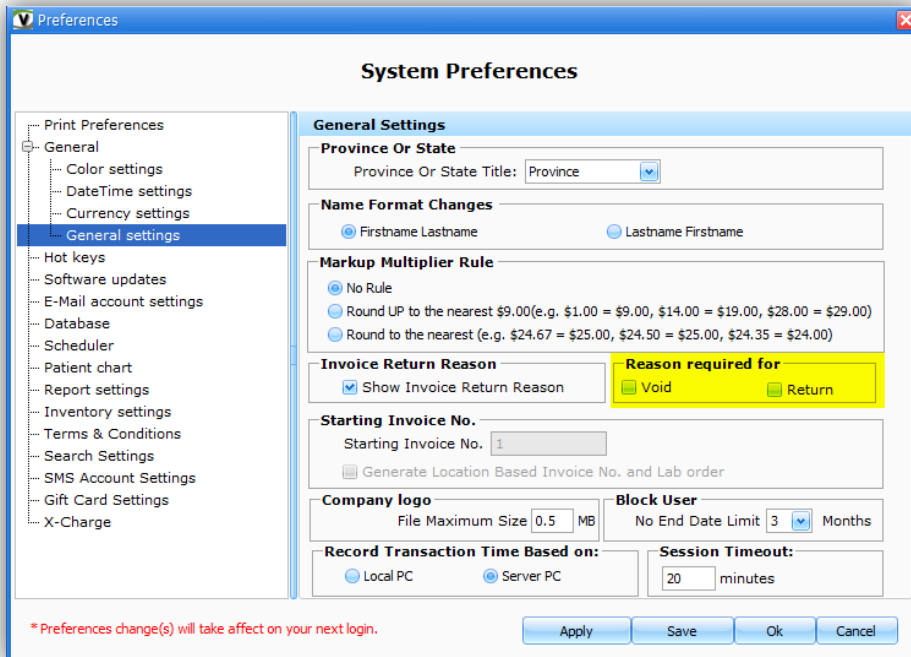 Preferences
System Preferences
Print Preferences
General
Color settings
DateTime settings
Currency settings
General settings
Hot keys
Software updates
E-Mail account settings
Database
Scheduler
Patient chart
Report settings
Inventory settings
Terms & Conditions
Search Settings
SMS Account Settings
Gift Card Settings
X-Charge
General Settings
Province Or State
Province Or State Title: Province
Name Format Changes
Firstname Lastname Lastname Firstname
Markup Multiplier Rule
No Rule
Round UP to the nearest $9.00(e.g. $1.00 = $9.00, $14.00 = $19.00, $28.00 = $29.00)
Round to the nearest (e.g. $24.67 = $25.00, $24.50 = $25.00, $24.35 = $24.00)
Invoice Return Reason
Show Invoice Return Reason
Reason required for
Void Return
Starting Invoice No.
Starting Invoice No. 1
Generate Location Based Invoice No. and Lab order
Company logo
File Maximum Size 0.5 MB
Block User
No End Date Limit 3 Months
Record Transaction Time Based on:
Local PC Server PC
Session Timeout:
20 minutes
* Preferences change(s) will take affect on your next login.
Apply Save Ok Cancel